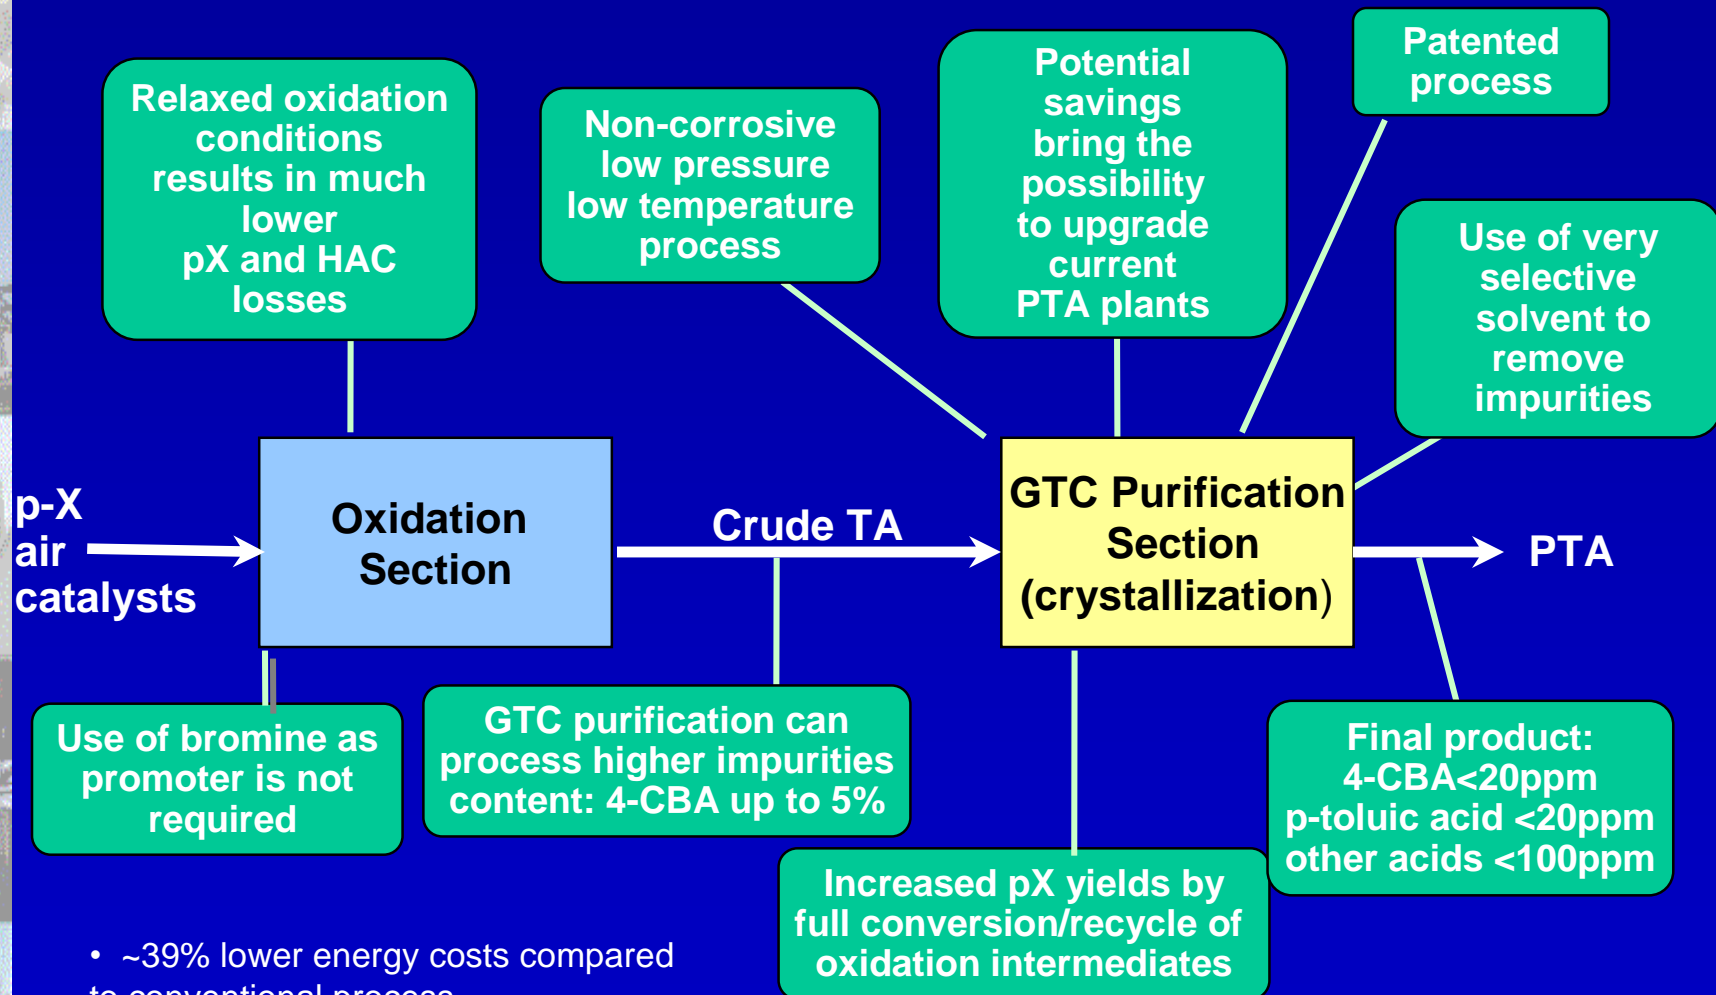 Relaxed oxidation
conditions
results in much
lower
pX and HAC
losses
Non-corrosive
low pressure
low temperature
process
Potential
savings
bring the
possibility
to upgrade
current
PTA plants
Patented
process
Use of very
selective
solvent to
remove
impurities
p-X
air
catalysts
Oxidation
Section
Crude TA
GTC Purification
Section
(crystallization)
PTA
Use of bromine as
promoter is not
required
GTC purification can
process higher impurities
content: 4-CBA up to 5%
Increased pX yields by
full conversion/recycle of
oxidation intermediates
Final product:
4-CBA<20ppm
p-toluic acid <20ppm
other acids <100ppm
• ~39% lower energy costs compared
to conventional process